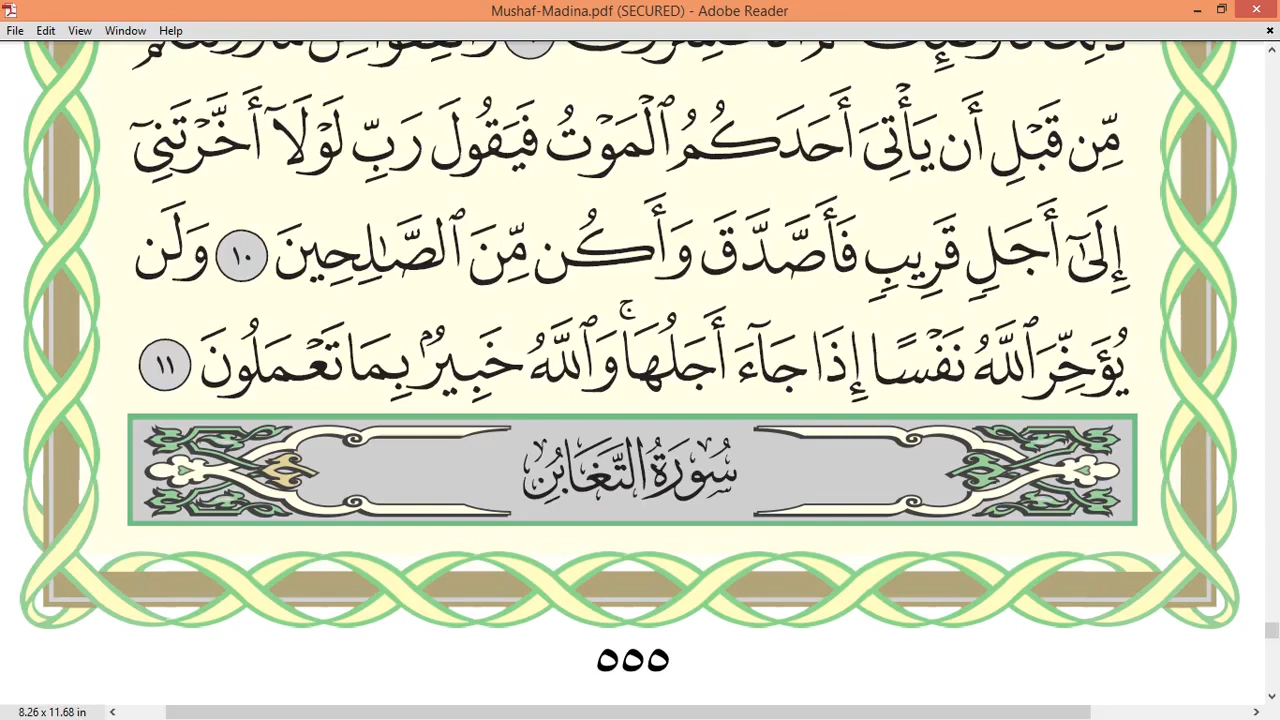 Mushaf-Madina.pdf (SECURED) - Adobe Reader
File Edit View Window Help
مِّن قَبْلِ أَن يَأْتِىَ أَحَدَكُمُ ٱلْمَوْتُ فَيَقُولَ رَبِّ لَوْلَآ أَخَّرْتَنِىٓ
إِلَىٰٓ أَجَلٍ قَرِيبٍ فَأَصَّدَّقَ وَأَكُن مِّنَ ٱلصَّٰلِحِينَ ١٠ وَلَن
يُؤَخِّرَ ٱللَّهُ نَفْسًا إِذَا جَآءَ أَجَلُهَا ۚ وَٱللَّهُ خَبِيرٌۢ بِمَا تَعْمَلُونَ ١١
سُورَةُ التَّغَابُنِ
٥٥٥
8.26 x 11.68 in